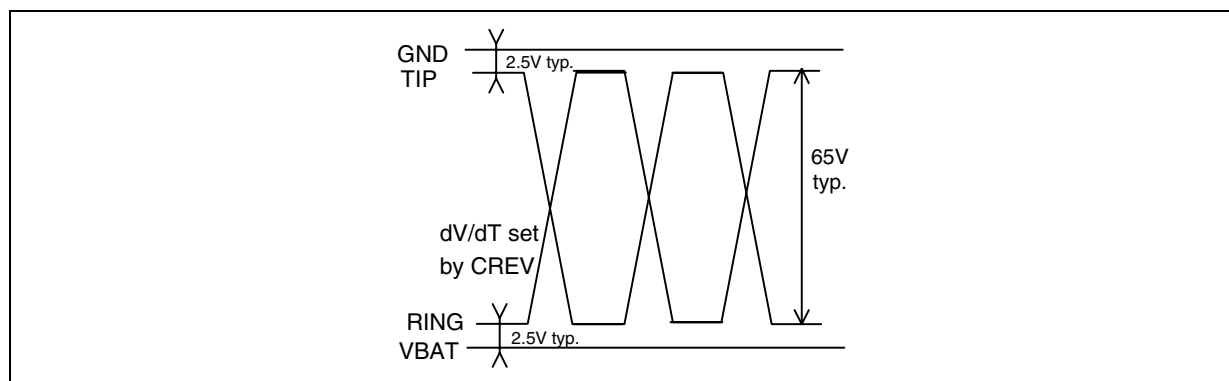 GND
2.5V typ.
TIP
65V
typ.
dV/dT set
by CREV
RING
2.5V typ.
VBAT